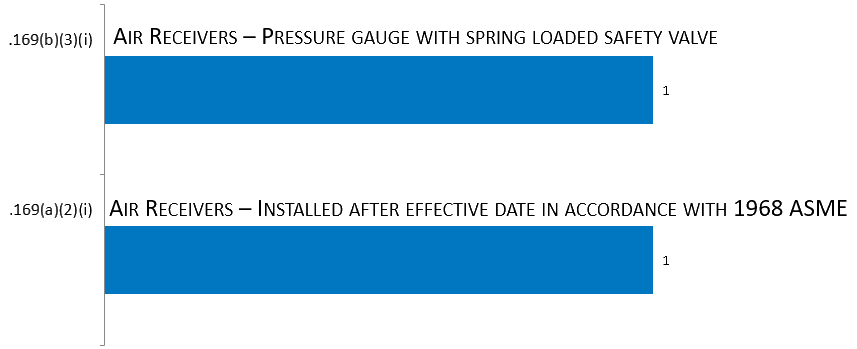 .169(b)(3)(i) Air Receivers – Pressure gauge with spring loaded safety valve
1
.169(a)(2)(i) Air Receivers – Installed after effective date in accordance with 1968 ASME
1